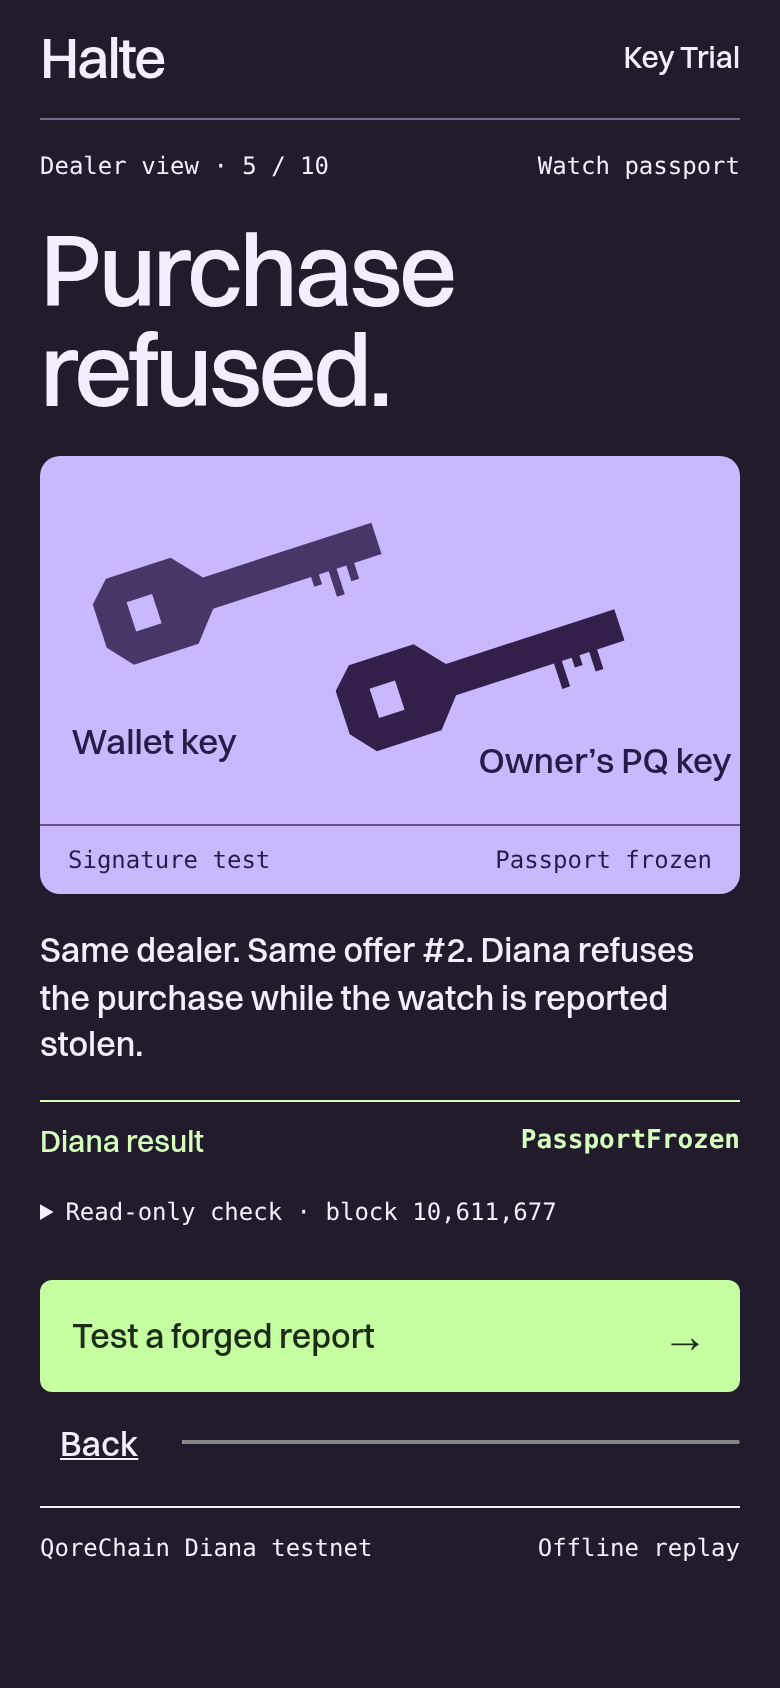 Halte
Key Trial
Dealer view · 5 / 10
Watch passport
Purchase
refused.
Wallet key
Owner’s PQ key
Signature test
Passport frozen
Same dealer. Same offer #2. Diana refuses
the purchase while the watch is reported
stolen.
Diana result
PassportFrozen
▶ Read-only check · block 10,611,677
Test a forged report →
Back
QoreChain Diana testnet
Offline replay